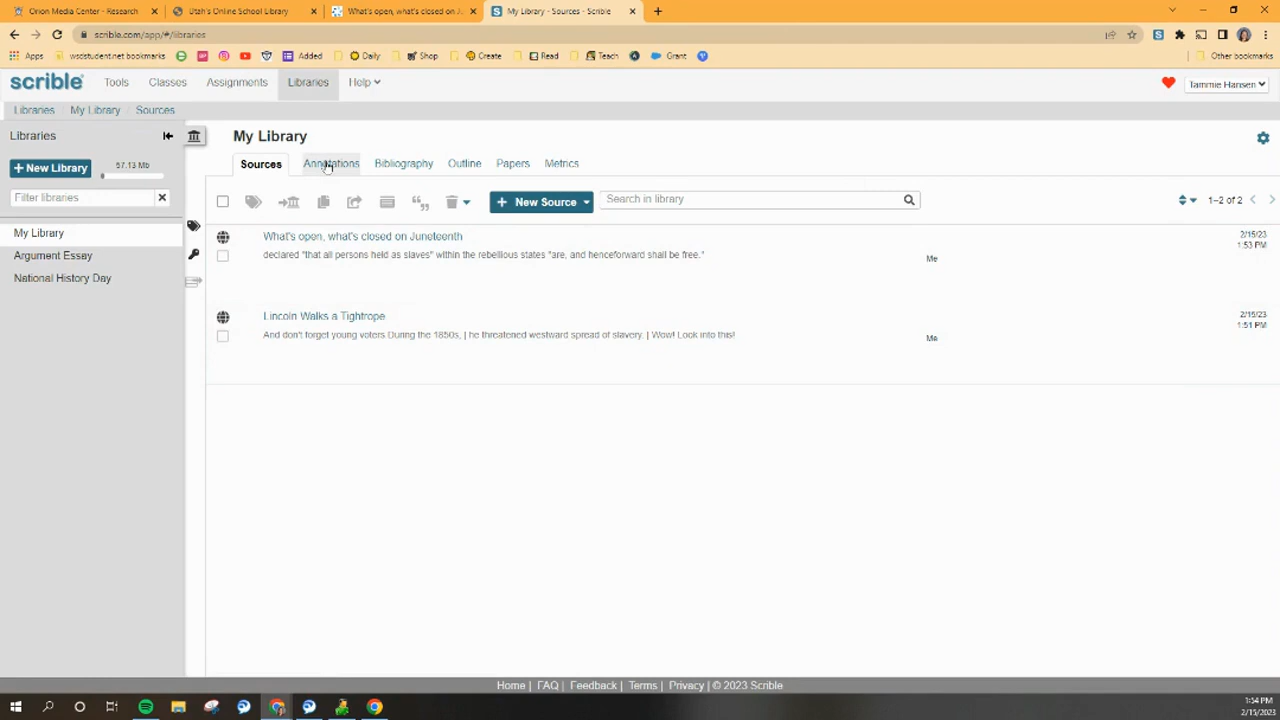 Orion Media Center - Research
Utah's Online School Library
What's open, what's closed on J
My Library - Sources - Scrible
scrible.com/app/#/libraries
Apps
wsdstudent.net bookmarks
Added
Daily
Shop
Create
Read
Teach
Grant
Other bookmarks
scrible
Tools
Classes
Assignments
Libraries
Help
Tammie Hansen
Libraries
My Library
Sources
Libraries
My Library
+ New Library
57.13 Mb
Sources
Annotations
Bibliography
Outline
Papers
Metrics
Filter libraries
+ New Source
Search in library
1–2 of 2
My Library
Argument Essay
National History Day
What's open, what's closed on Juneteenth
declared "that all persons held as slaves" within the rebellious states "are, and henceforward shall be free."
Me
2/15/23
1:53 PM
Lincoln Walks a Tightrope
And don't forget young voters During the 1850s, | he threatened westward spread of slavery. | Wow! Look into this!
Me
2/15/23
1:51 PM
Home | FAQ | Feedback | Terms | Privacy | © 2023 Scrible
1:54 PM
2/15/2023